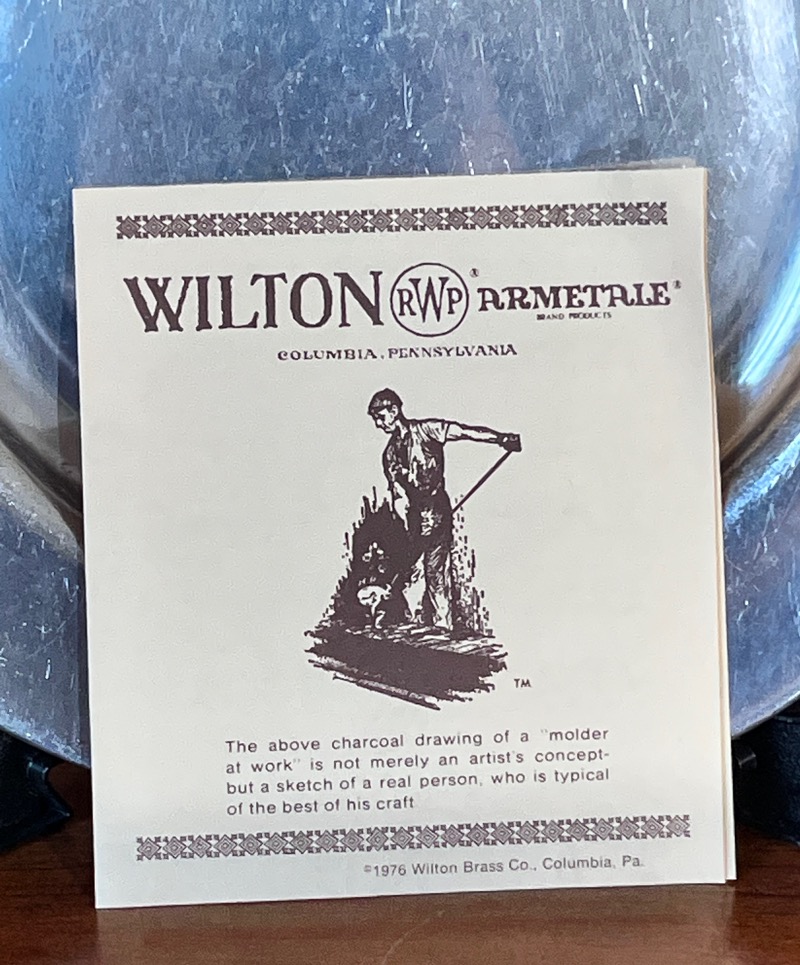 WILTON RWP® ARMETALE®
BRAND PRODUCTS
COLUMBIA, PENNSYLVANIA
TM
The above charcoal drawing of a "molder
at work" is not merely an artist's concept-
but a sketch of a real person, who is typical
of the best of his craft
©1976 Wilton Brass Co., Columbia, Pa.